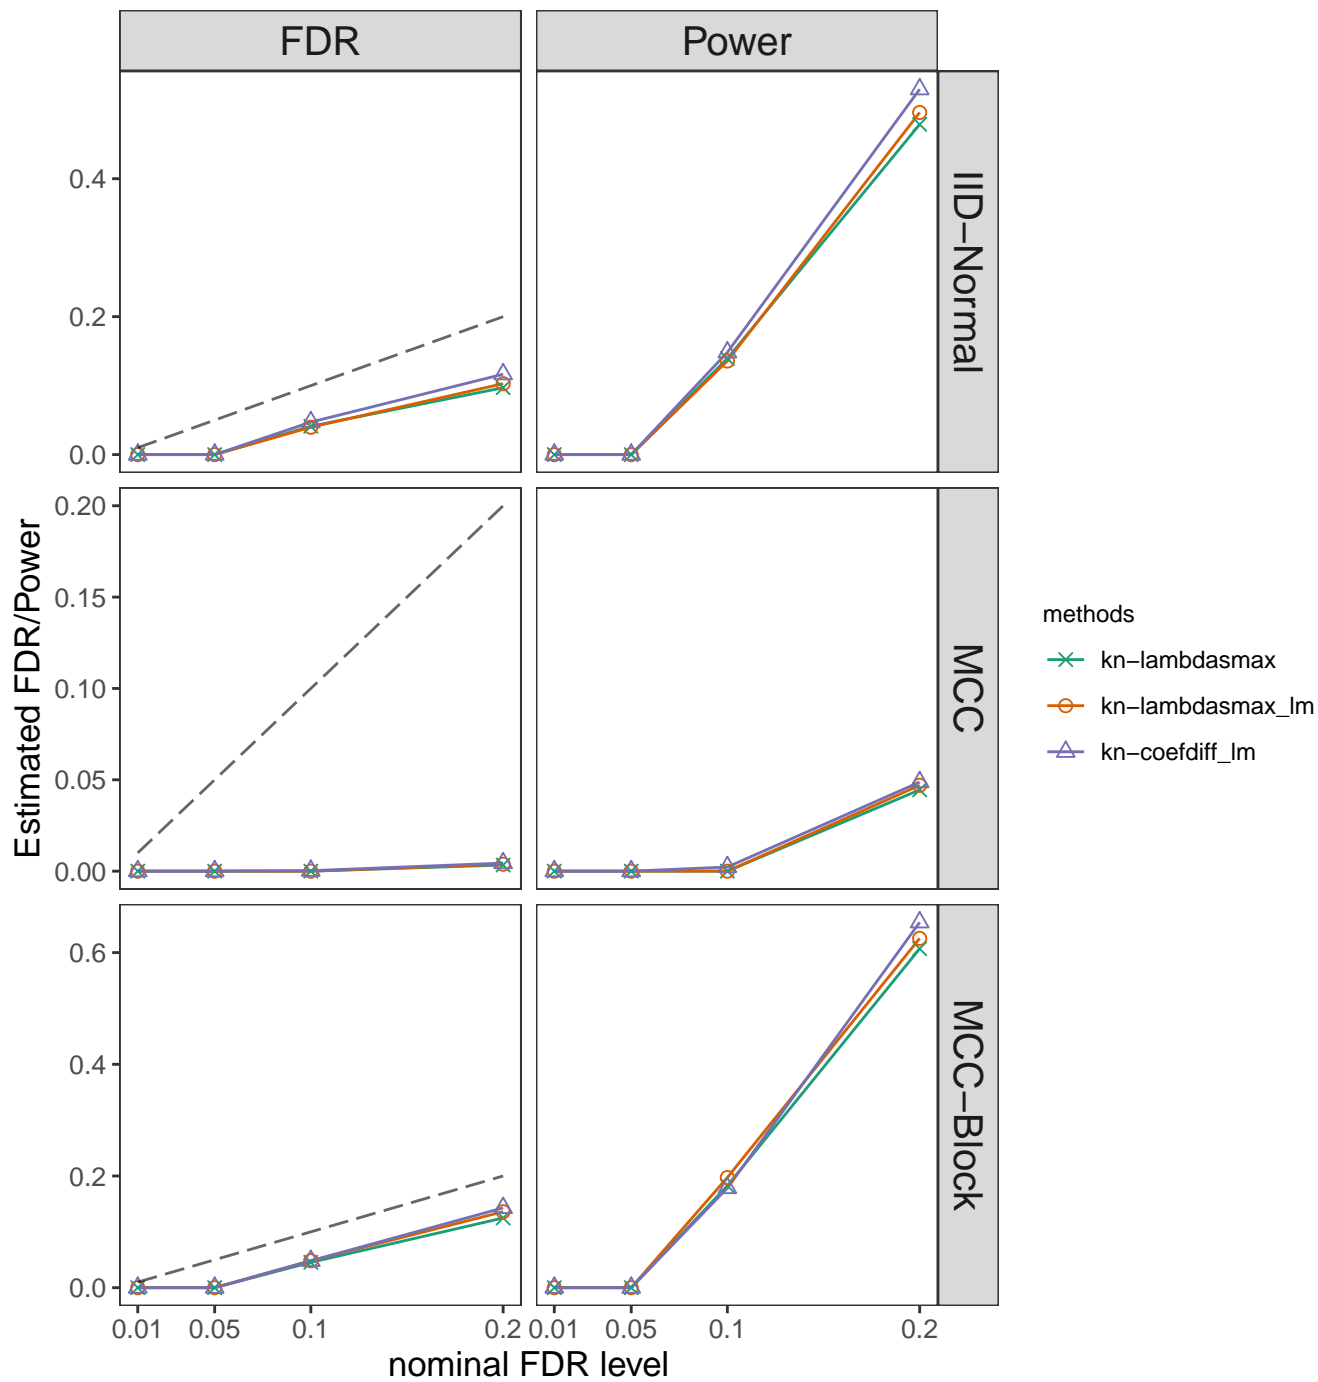 FDR
Power
0.4
0.2
0.0
IID−Normal
0.20
0.15
0.10
0.05
0.00
MCC
0.6
0.4
0.2
0.0
MCC−Block
0.01
0.05
0.1
0.2
0.01
0.05
0.1
0.2
nominal FDR level
Estimated FDR/Power
methods
kn−lambdasmax
kn−lambdasmax_lm
kn−coefdiff_lm